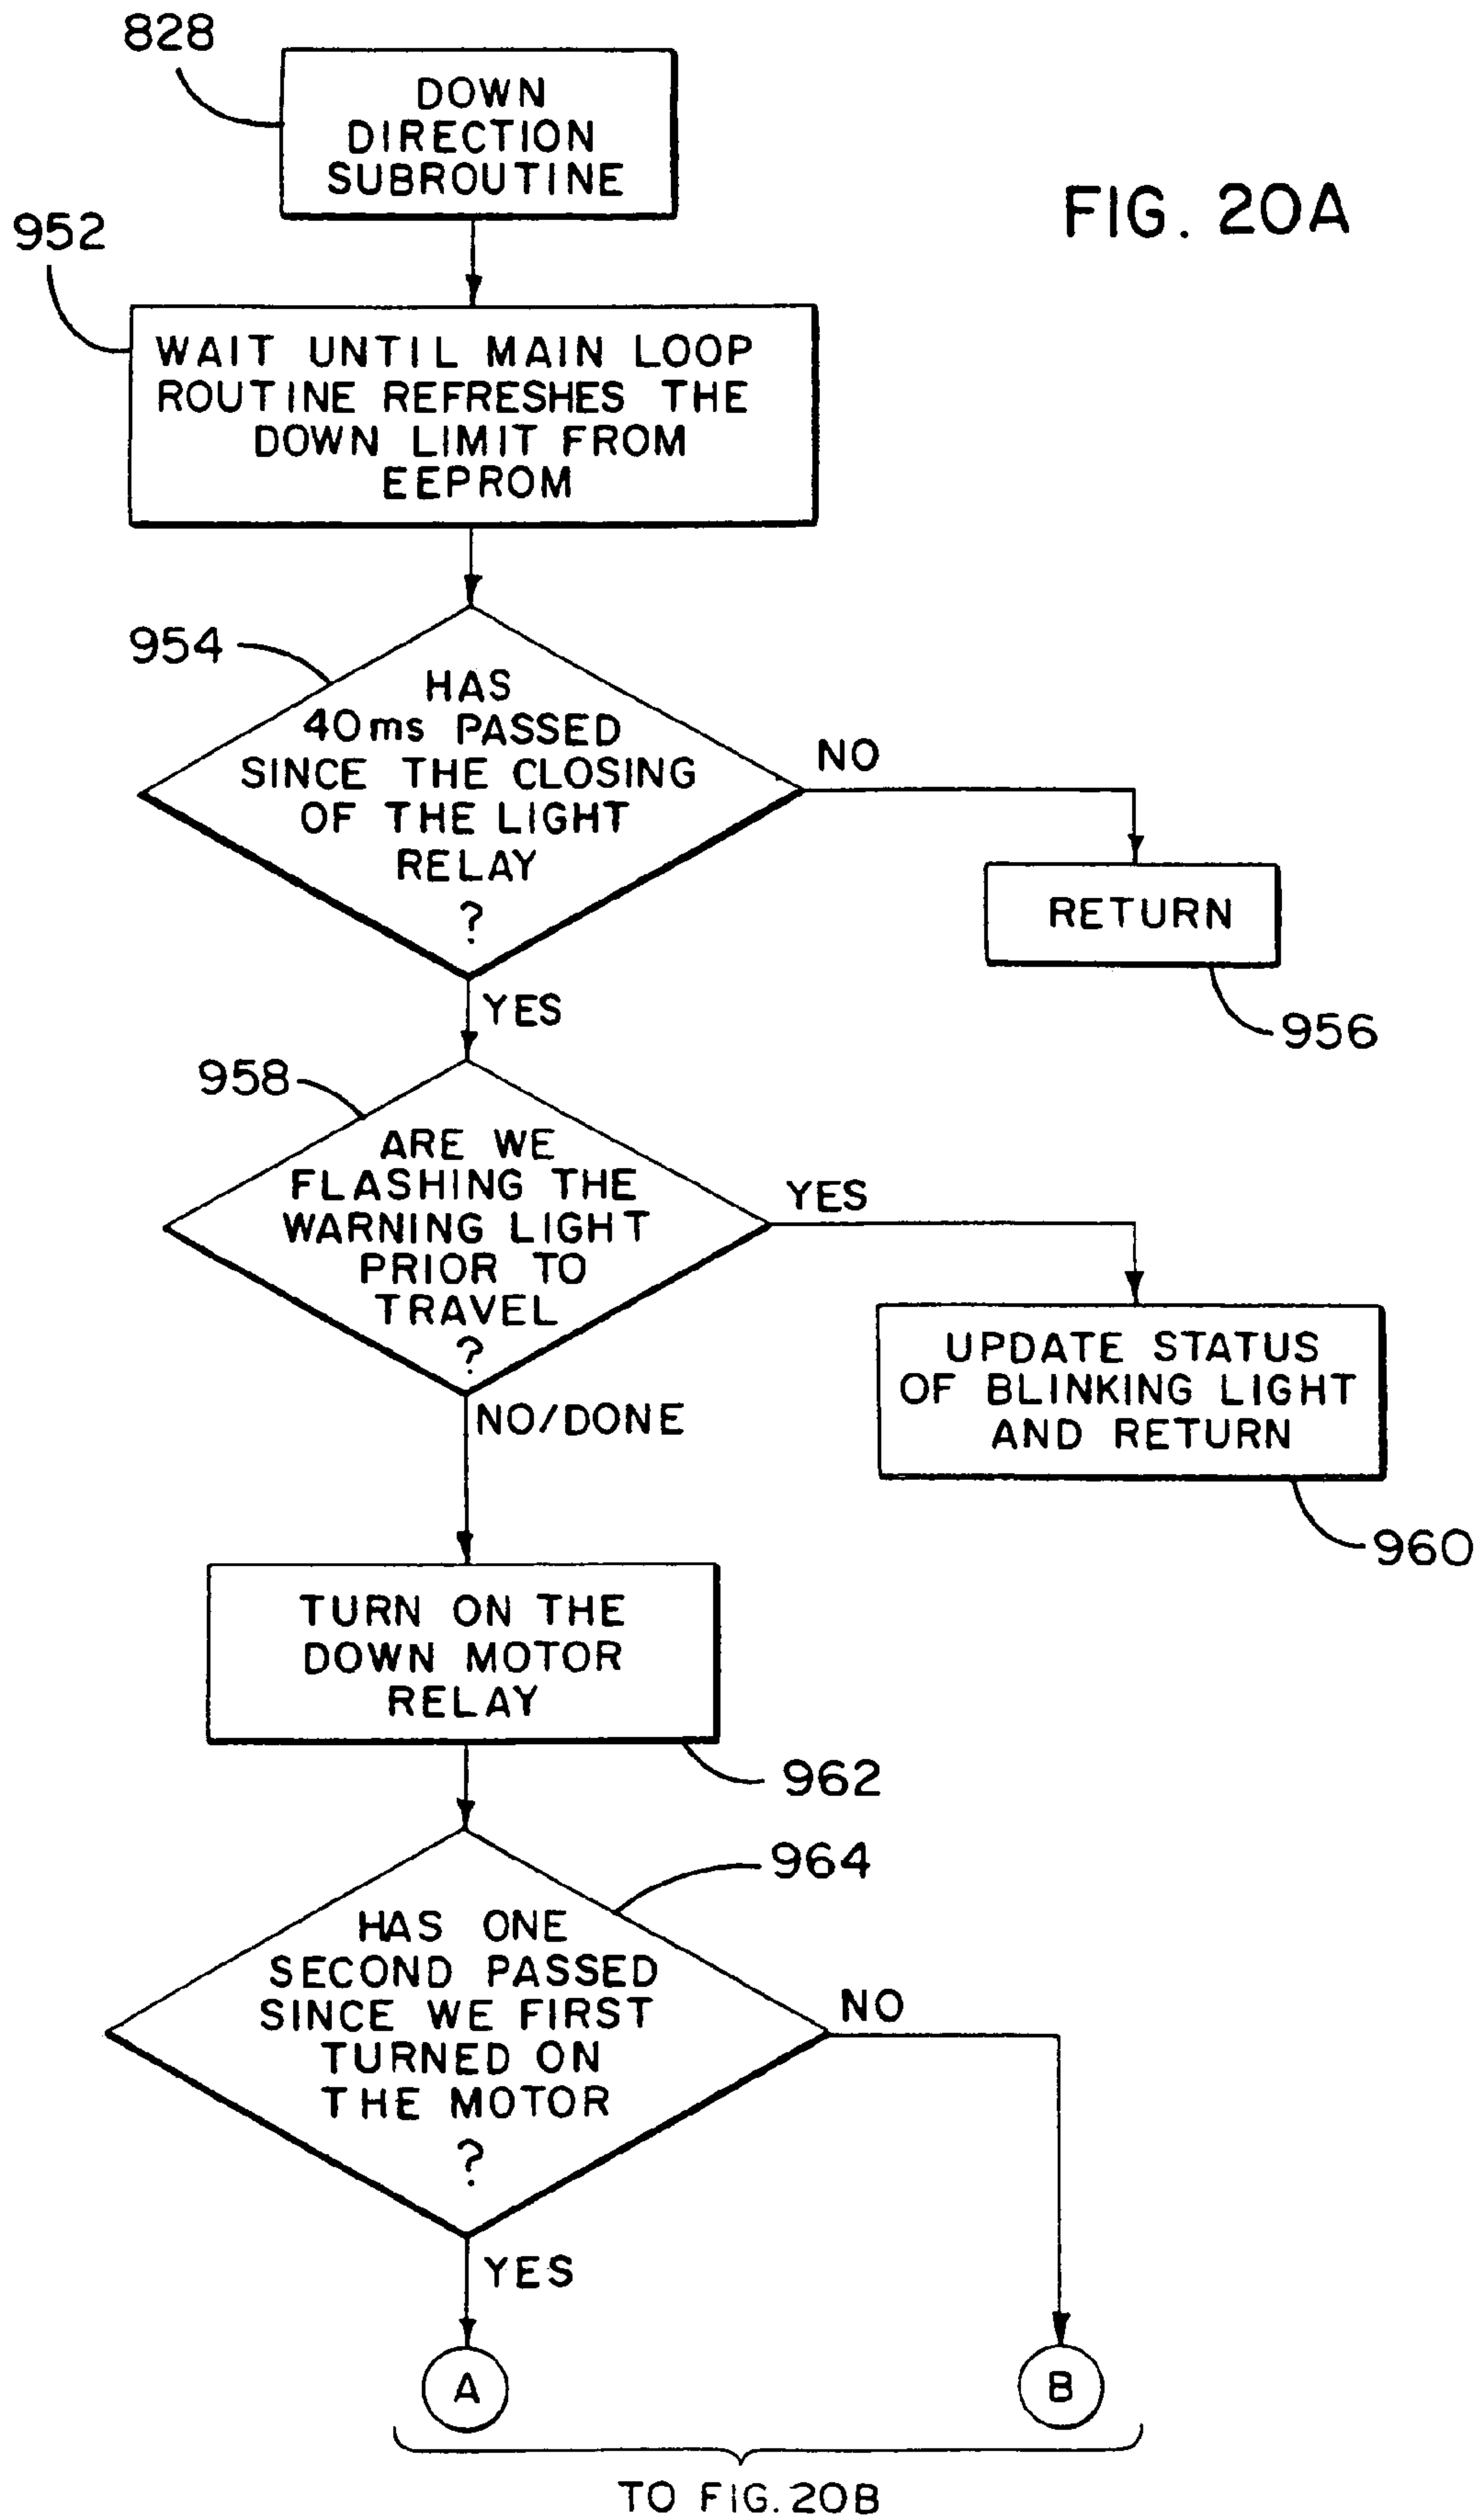 828
DOWN
DIRECTION
SUBROUTINE
FIG. 20A
952
WAIT UNTIL MAIN LOOP
ROUTINE REFRESHES THE
DOWN LIMIT FROM
EEPROM
954
HAS
40ms PASSED
SINCE THE CLOSING
OF THE LIGHT
RELAY
?
NO
RETURN
956
YES
958
ARE WE
FLASHING THE
WARNING LIGHT
PRIOR TO
TRAVEL
?
YES
UPDATE STATUS
OF BLINKING LIGHT
AND RETURN
960
NO/DONE
TURN ON THE
DOWN MOTOR
RELAY
962
964
HAS ONE
SECOND PASSED
SINCE WE FIRST
TURNED ON
THE MOTOR
?
NO
YES
A
B
TO FIG. 20B